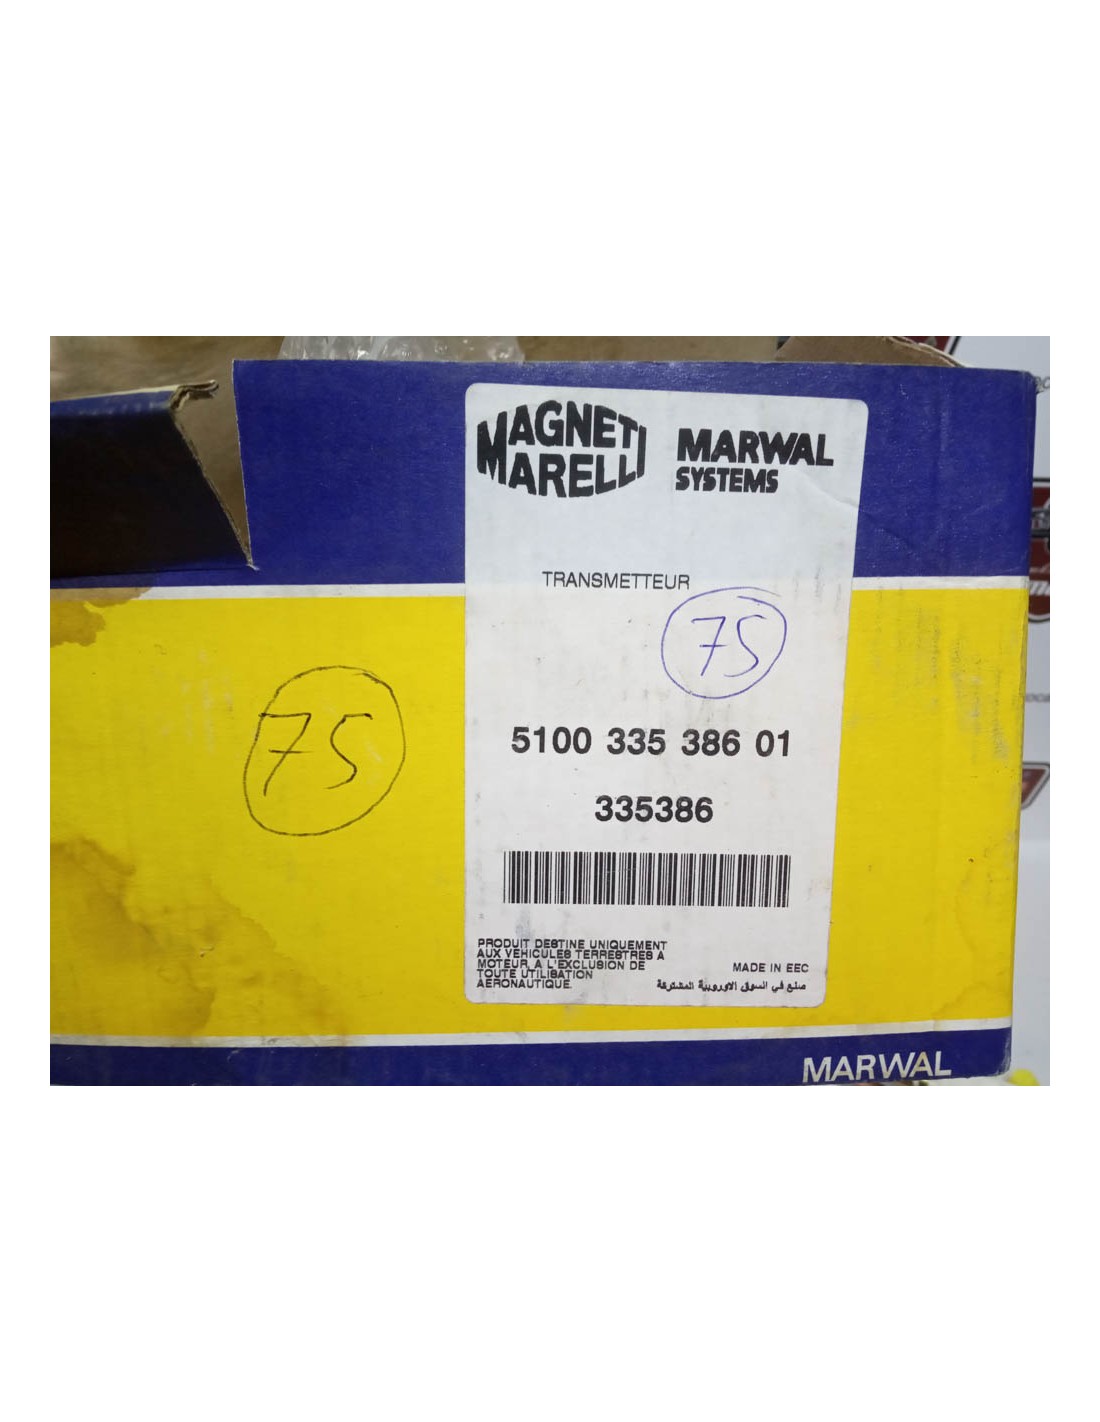 MAGNETI
MARELLI
MARWAL
SYSTEMS
TRANSMETTEUR
75
75
5100 335 386 01
335386
PRODUIT DESTINE UNIQUEMENT
AUX VEHICULES TERRESTRES A
MOTEUR, A L'EXCLUSION DE
TOUTE UTILISATION
AERONAUTIQUE.
MADE IN EEC
صنع في السوق الاوروبية المشتركة
MARWAL